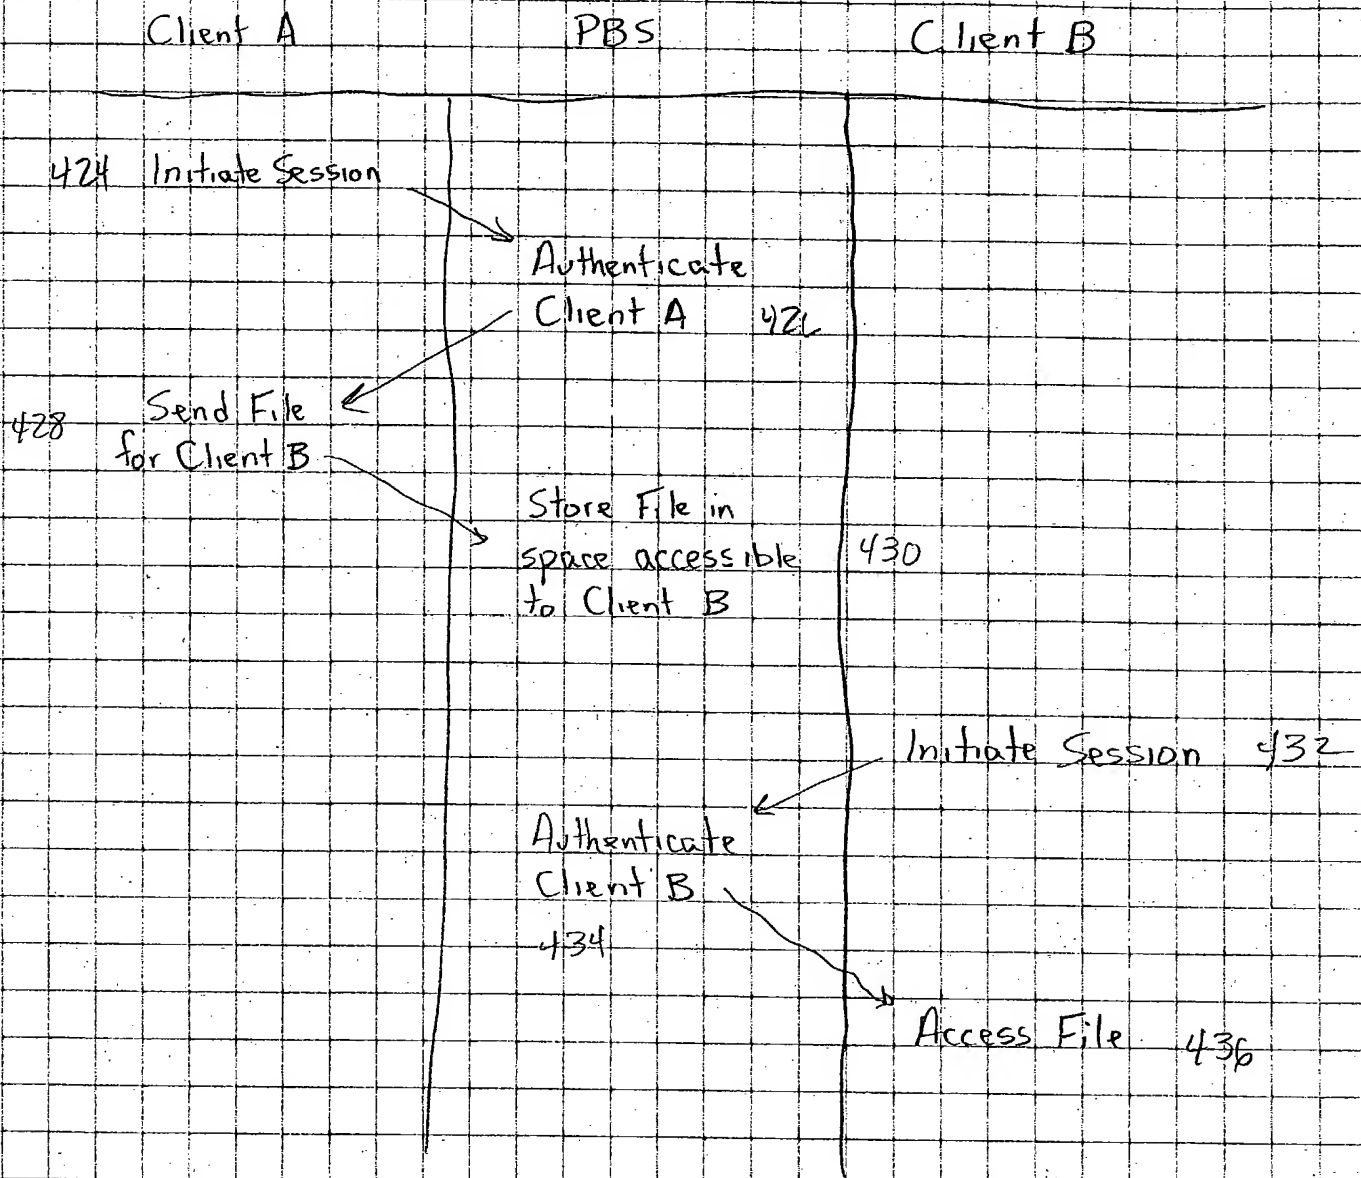 Client A PBS Client B
424 Initiate Session
Authenticate
Client A 426
Send File
428
for Client B
Store File in
space accessible 430
to Client B
Initiate Session 432
Authenticate
Client B
434
Access File 436